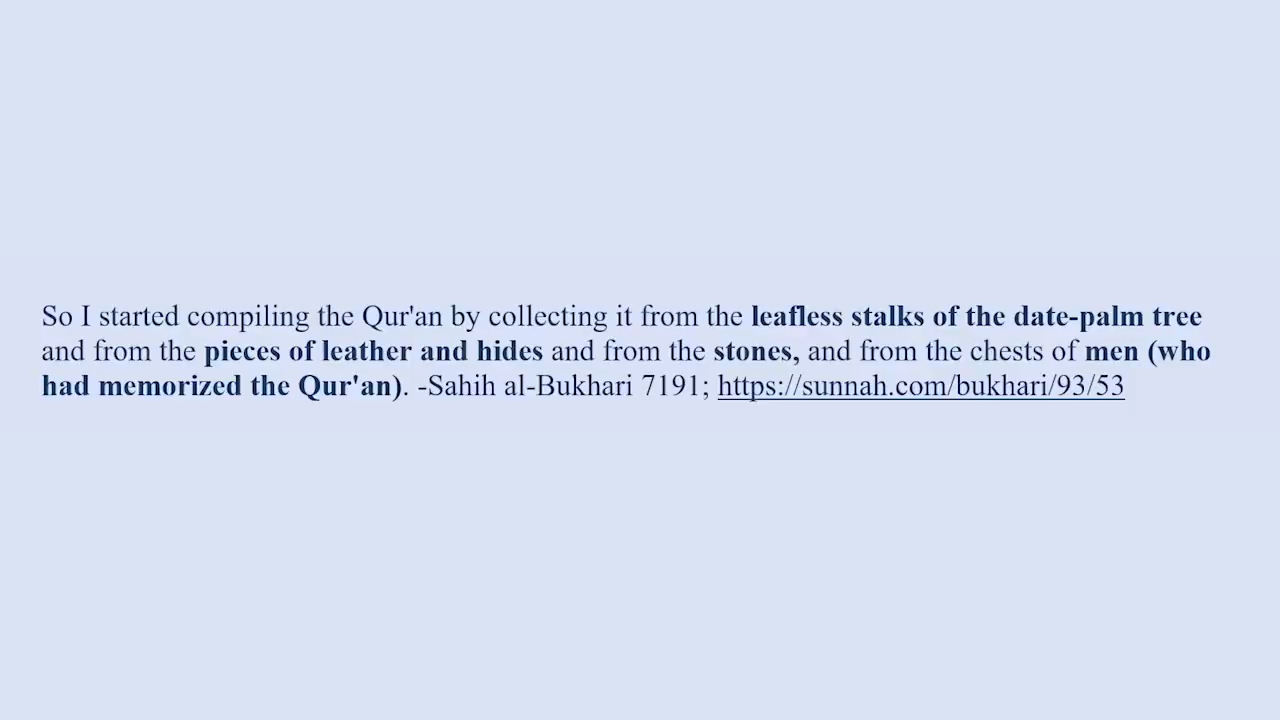 So I started compiling the Qur'an by collecting it from the leafless stalks of the date-palm tree
and from the pieces of leather and hides and from the stones, and from the chests of men (who
had memorized the Qur'an). -Sahih al-Bukhari 7191; https://sunnah.com/bukhari/93/53